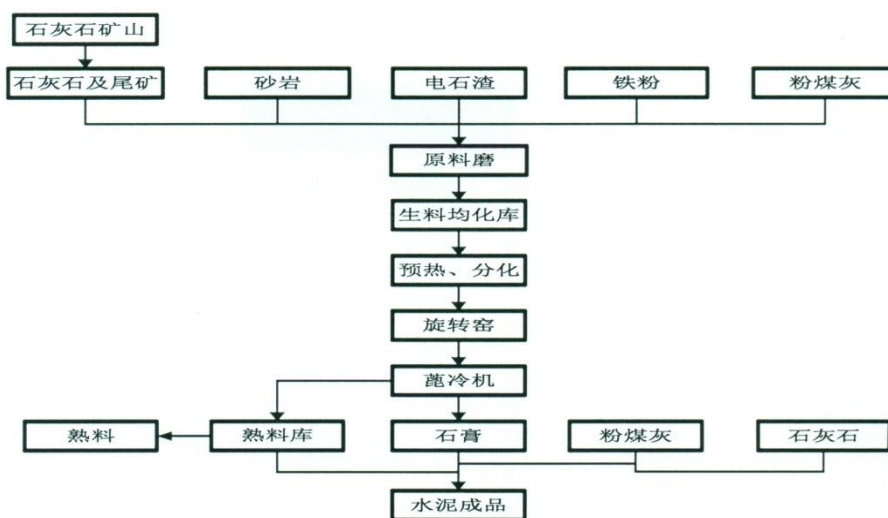 石灰石矿山
石灰石及尾矿
砂岩
电石渣
铁粉
粉煤灰
原料磨
生料均化库
预热、分化
旋转窑
蓖冷机
熟料
熟料库
石膏
粉煤灰
石灰石
水泥成品